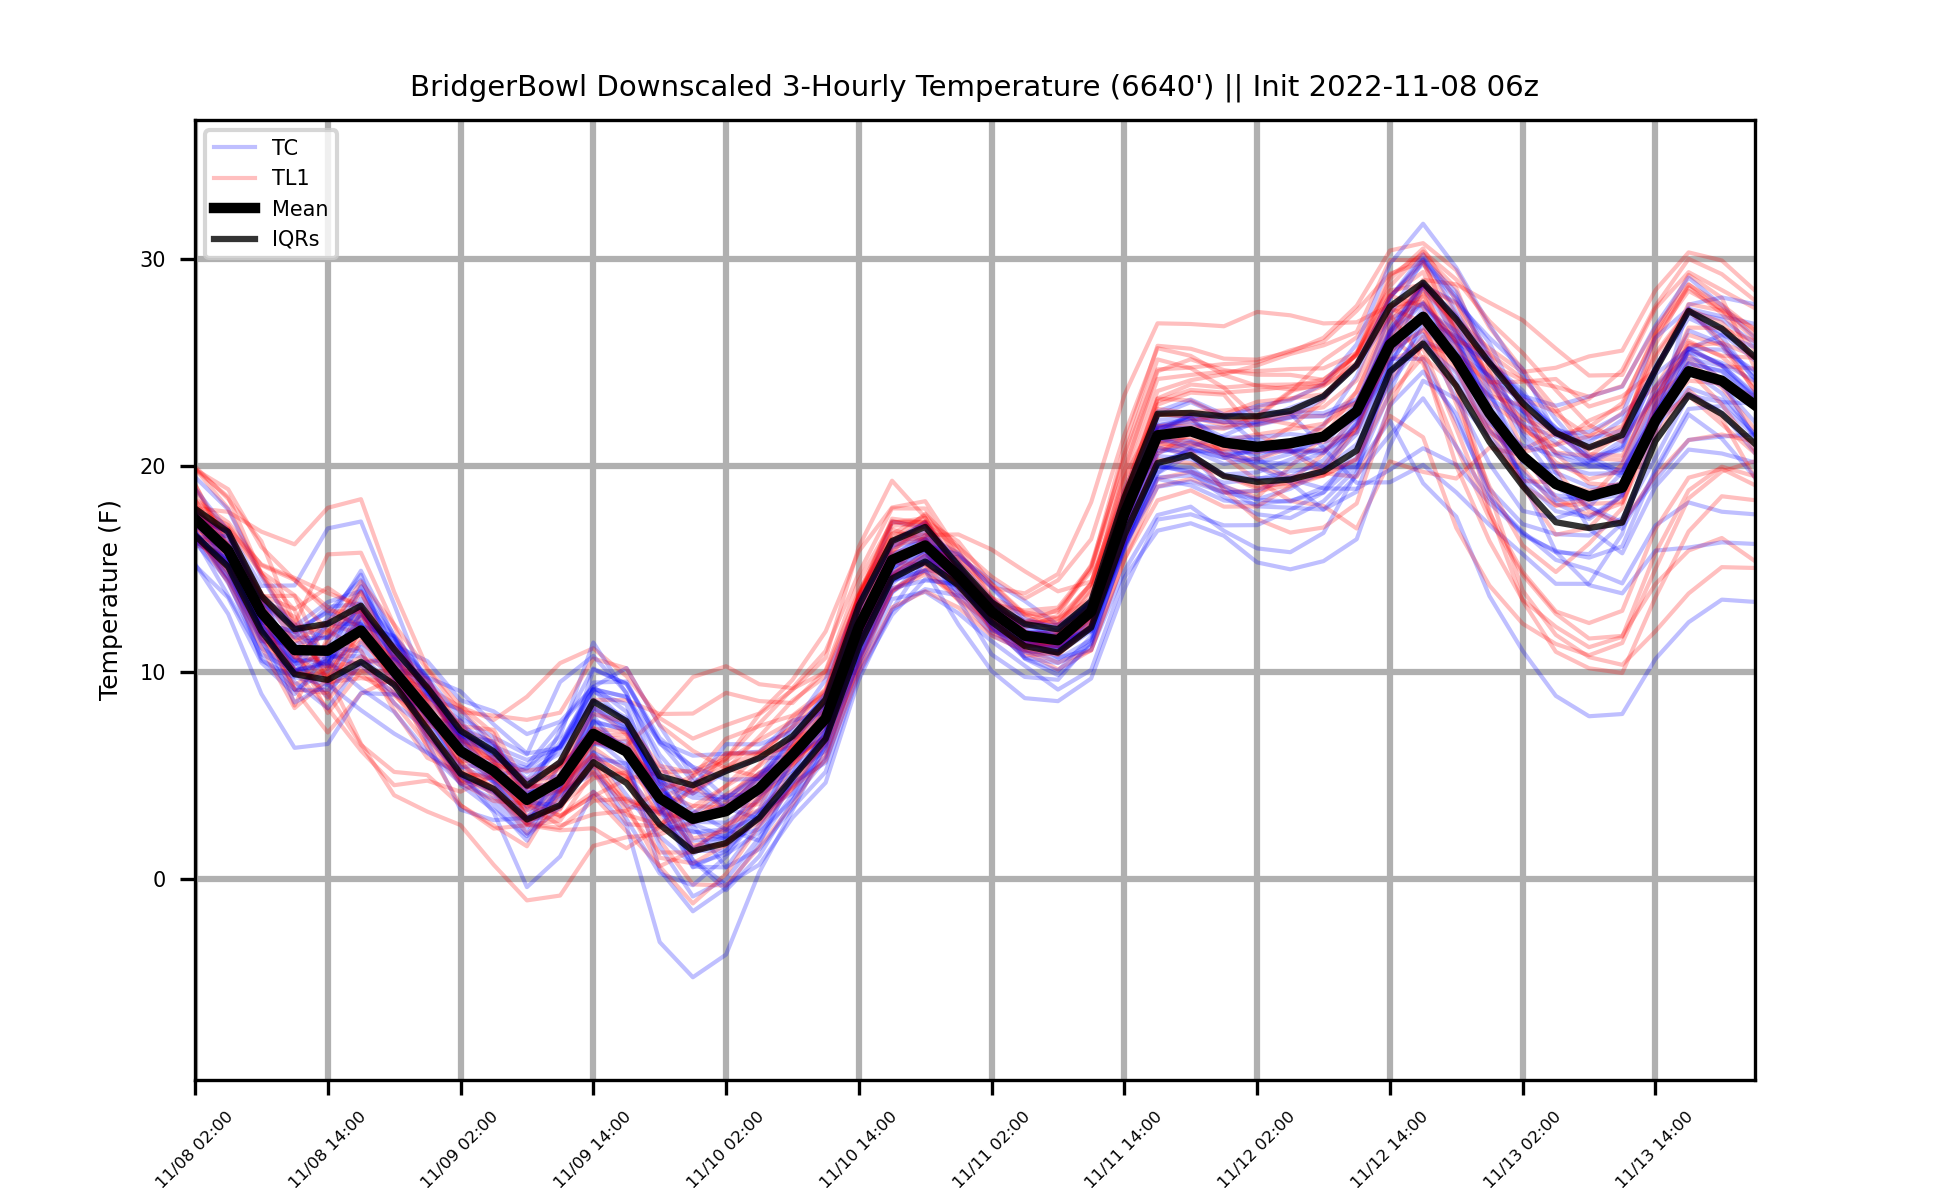 BridgerBowl Downscaled 3-Hourly Temperature (6640') || Init 2022-11-08 06z
TC
TL1
Mean
IQRs
Temperature (F)
30
20
10
0
11/08 02:00
11/08 14:00
11/09 02:00
11/09 14:00
11/10 02:00
11/10 14:00
11/11 02:00
11/11 14:00
11/12 02:00
11/12 14:00
11/13 02:00
11/13 14:00